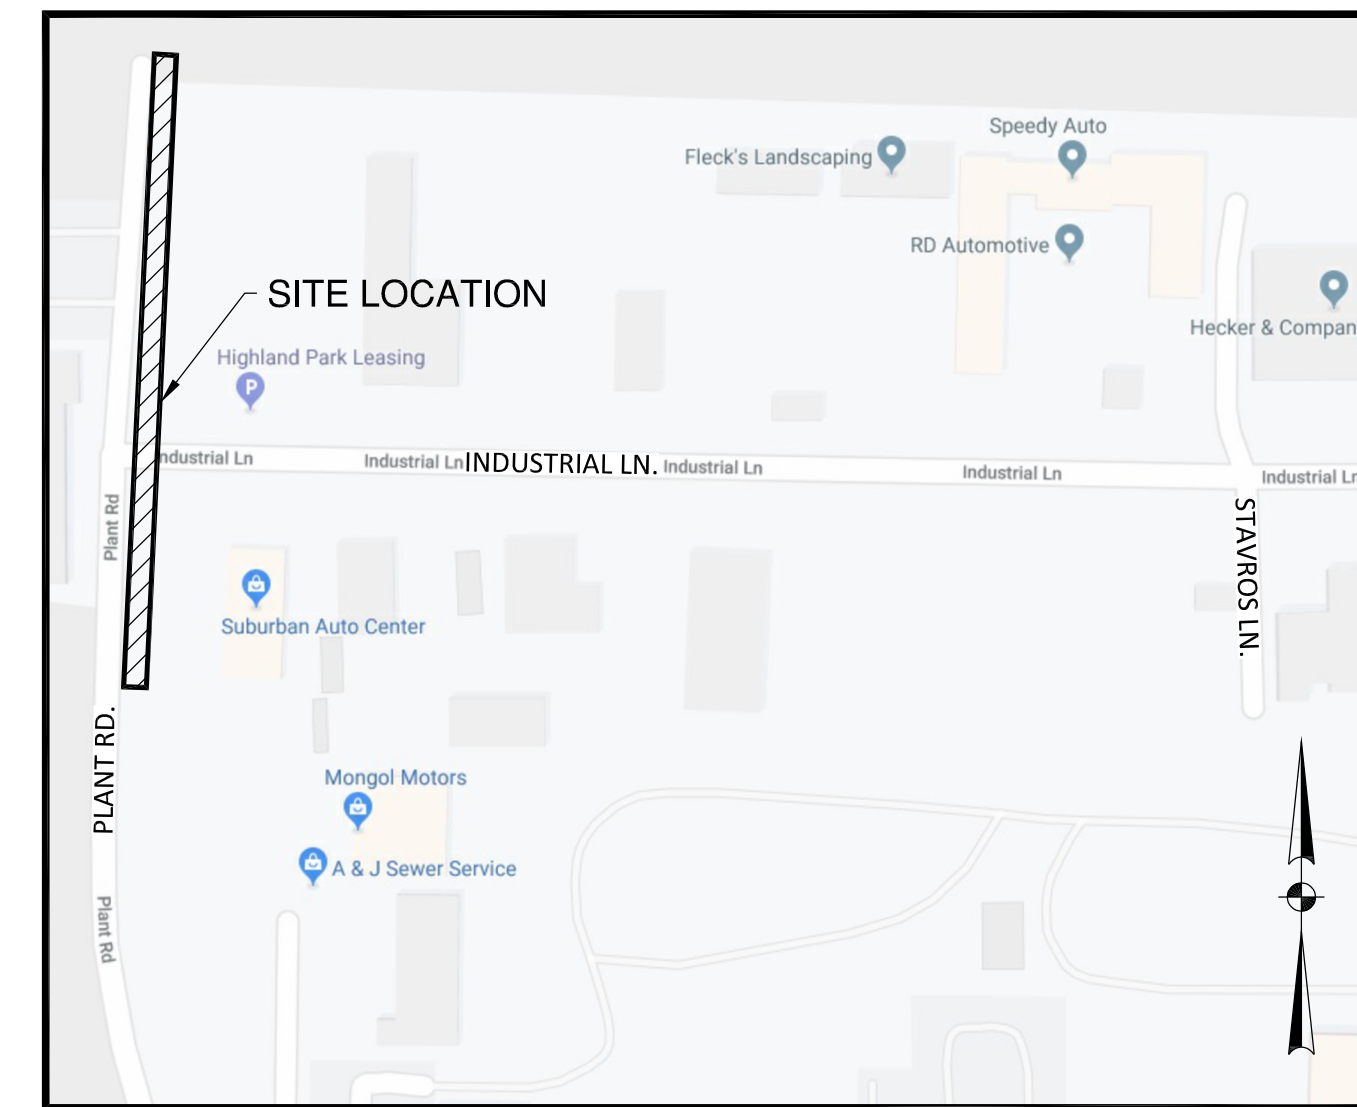 Speedy Auto
Fleck's Landscaping
RD Automotive
SITE LOCATION
Hecker & Compan
Highland Park Leasing
P
ndustrial Ln
Industrial Ln
INDUSTRIAL LN.
Industrial Ln
Industrial Ln
Industrial Ln
Plant Rd
STAVROS LN.
Suburban Auto Center
PLANT RD.
Mongol Motors
A & J Sewer Service
Plant Rd